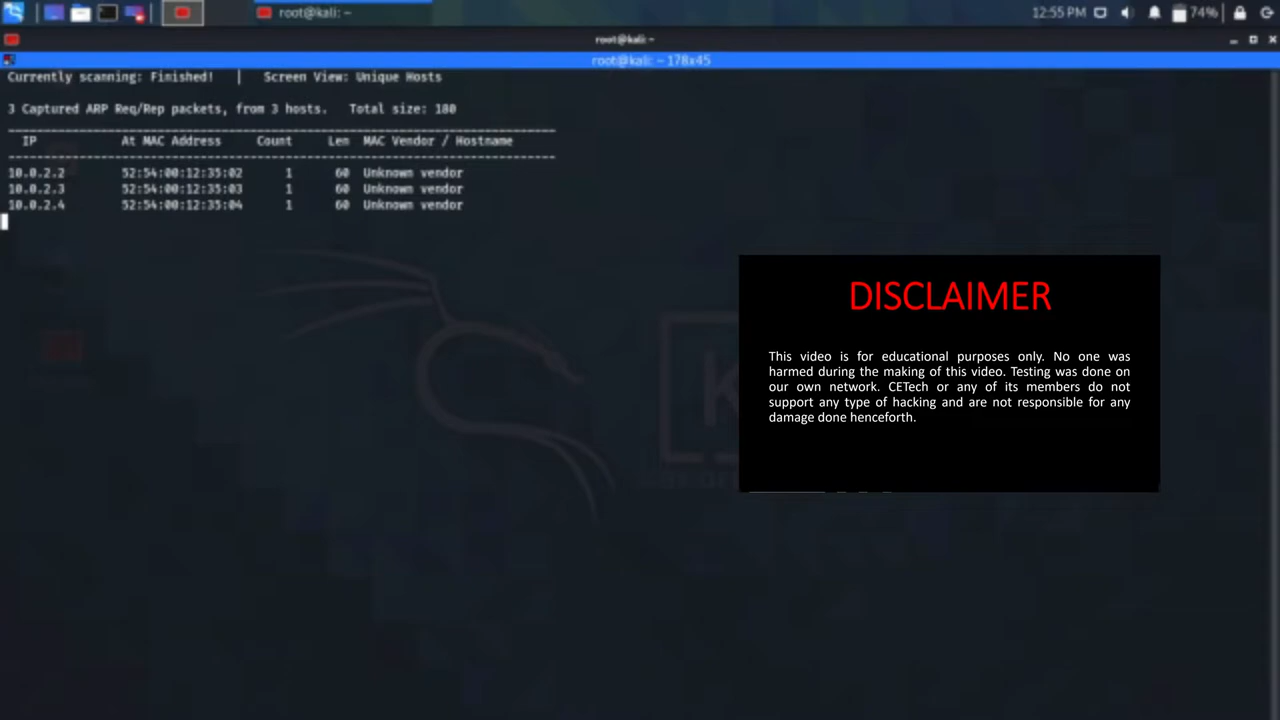 root@kali: ~
12:55 PM
74%
root@kali: ~
root@kali: ~ 178x45
Currently scanning: Finished! | Screen View: Unique Hosts
3 Captured ARP Req/Rep packets, from 3 hosts. Total size: 180
IP At MAC Address Count Len MAC Vendor / Hostname
10.0.2.2 52:54:00:12:35:02 1 60 Unknown vendor
10.0.2.3 52:54:00:12:35:03 1 60 Unknown vendor
10.0.2.4 52:54:00:12:35:04 1 60 Unknown vendor
DISCLAIMER
This video is for educational purposes only. No one was
harmed during the making of this video. Testing was done on
our own network. CETech or any of its members do not
support any type of hacking and are not responsible for any
damage done henceforth.